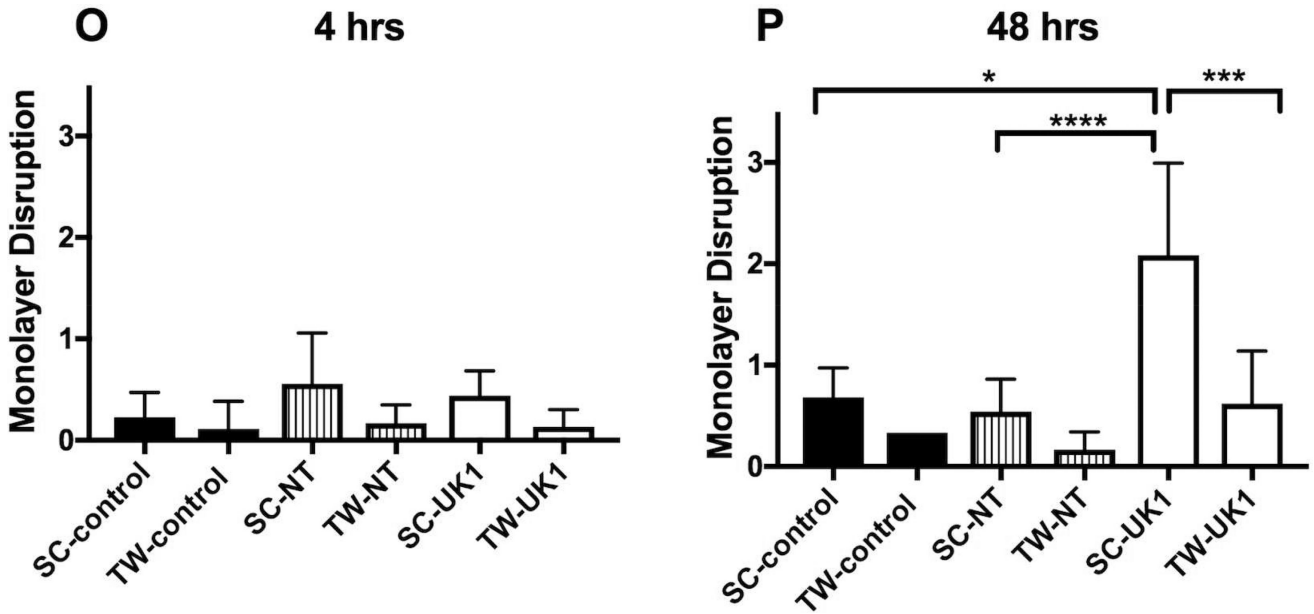 O 4 hrs
Monolayer Disruption
3
2
1
0
SC-control
TW-control
SC-NT
TW-NT
SC-UK1
TW-UK1
P 48 hrs
* ***
****
Monolayer Disruption
3
2
1
0
SC-control
TW-control
SC-NT
TW-NT
SC-UK1
TW-UK1